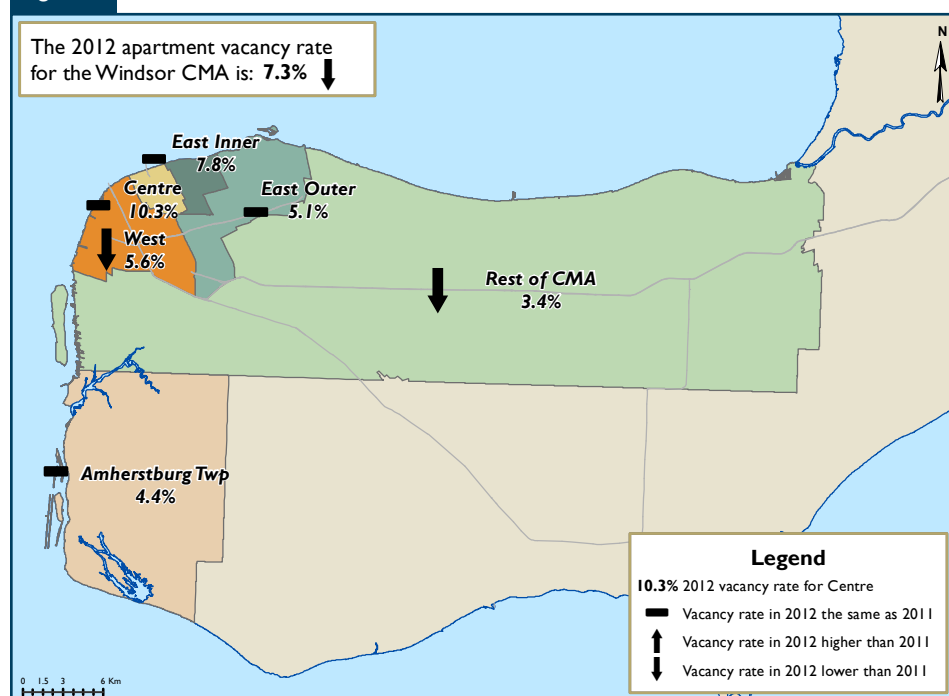 The 2012 apartment vacancy rate
for the Windsor CMA is: 7.3%
N
East Inner
7.8%
Centre
10.3%
East Outer
5.1%
West
5.6%
Rest of CMA
3.4%
Amherstburg Twp
4.4%
Legend
10.3% 2012 vacancy rate for Centre
Vacancy rate in 2012 the same as 2011
Vacancy rate in 2012 higher than 2011
Vacancy rate in 2012 lower than 2011
0 1.5 3 6 Km